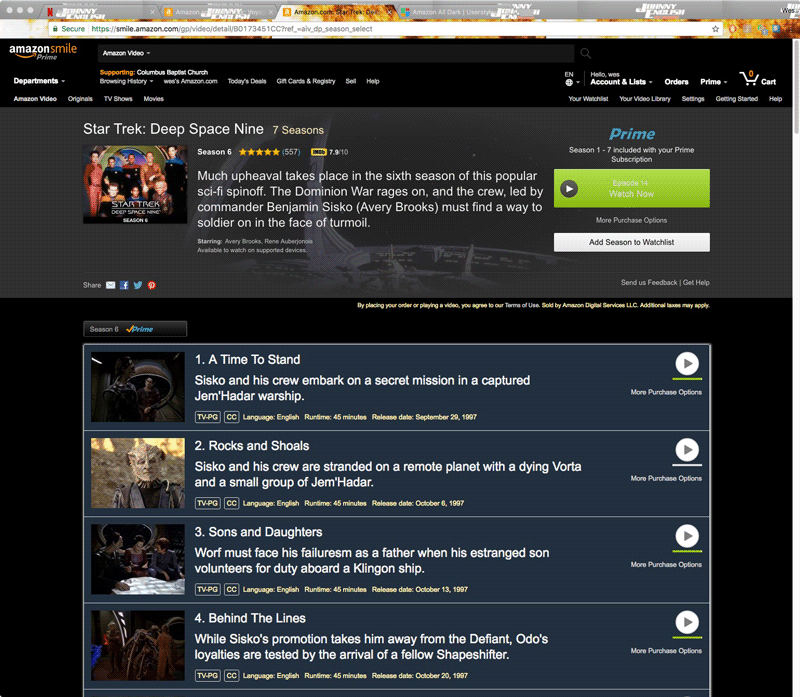 Amazon.com: Star Trek: De
Amazon All Dark | Userstyl
Secure https://smile.amazon.com/gp/video/detail/B0173451CC?ref_=aiv_dp_season_select
amazonsmile
Prime
Amazon Video
Departments
Supporting: Columbus Baptist Church
Browsing History wes's Amazon.com Today's Deals Gift Cards & Registry Sell Help
EN
Hello, wes
Account & Lists Orders Prime 0 Cart
Amazon Video Originals TV Shows Movies
Your Watchlist Your Video Library Settings Getting Started Help
Star Trek: Deep Space Nine 7 Seasons
STAR TREK
DEEP SPACE NINE
SEASON 6
Season 6 (557) IMDb 7.9/10
Much upheaval takes place in the sixth season of this popular
sci-fi spinoff. The Dominion War rages on, and the crew, led by
commander Benjamin Sisko (Avery Brooks) must find a way to
soldier on in the face of turmoil.
Starring: Avery Brooks, Rene Auberjonois
Available to watch on supported devices.
Prime
Season 1 - 7 included with your Prime
Subscription
Episode 14
Watch Now
More Purchase Options
Add Season to Watchlist
Share
Send us Feedback | Get Help
By placing your order or playing a video, you agree to our Terms of Use. Sold by Amazon Digital Services LLC. Additional taxes may apply.
Season 6 Prime
1. A Time To Stand
Sisko and his crew embark on a secret mission in a captured
Jem'Hadar warship.
TV-PG CC Language: English Runtime: 45 minutes Release date: September 29, 1997
More Purchase Options
2. Rocks and Shoals
Sisko and his crew are stranded on a remote planet with a dying Vorta
and a small group of Jem'Hadar.
TV-PG CC Language: English Runtime: 45 minutes Release date: October 6, 1997
More Purchase Options
3. Sons and Daughters
Worf must face his failuresm as a father when his estranged son
volunteers for duty aboard a Klingon ship.
TV-PG CC Language: English Runtime: 45 minutes Release date: October 13, 1997
More Purchase Options
4. Behind The Lines
While Sisko's promotion takes him away from the Defiant, Odo's
loyalties are tested by the arrival of a fellow Shapeshifter.
TV-PG CC Language: English Runtime: 45 minutes Release date: October 20, 1997
More Purchase Options